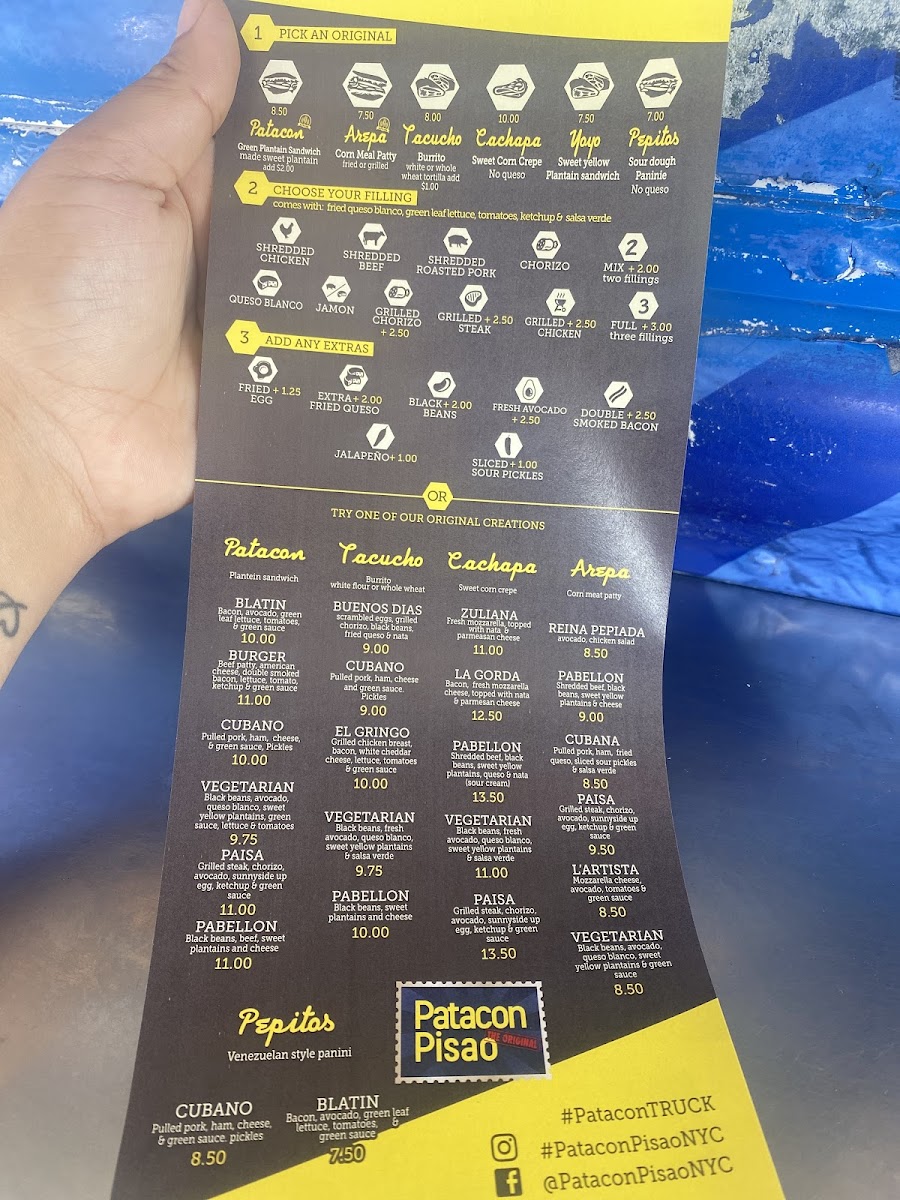 1 PICK AN ORIGINAL
8.50
Patacon
Green Plantain Sandwich
made sweet plantain
add $2.00
7.50
Arepa
Corn Meal Patty
fried or grilled
8.00
Tacucho
Burrito
white or whole
wheat tortilla add
$1.00
10.00
Cachapa
Sweet Corn Crepe
No queso
7.50
Yoyo
Sweet yellow
Plantain sandwich
7.00
Pepitos
Sour dough
Paninie
No queso
2 CHOOSE YOUR FILLING
comes with: fried queso blanco, green leaf lettuce, tomatoes, ketchup & salsa verde
SHREDDED
CHICKEN
SHREDDED
BEEF
SHREDDED
ROASTED PORK
CHORIZO
2
MIX +2.00
two fillings
QUESO BLANCO
JAMON
GRILLED
CHORIZO
+ 2.50
GRILLED + 2.50
STEAK
GRILLED + 2.50
CHICKEN
3
FULL + 3.00
three fillings
3 ADD ANY EXTRAS
FRIED + 1.25
EGG
EXTRA+ 2.00
FRIED QUESO
BLACK+ 2.00
BEANS
FRESH AVOCADO
+ 2.50
DOUBLE + 2.50
SMOKED BACON
JALAPEÑO+ 1.00
SLICED + 1.00
SOUR PICKLES
OR
TRY ONE OF OUR ORIGINAL CREATIONS
Patacon
Plantein sandwich
BLATIN
Bacon, avocado, green
leaf lettuce, tomatoes,
& green sauce
10.00
BURGER
Beef patty, american
cheese, double smoked
bacon, lettuce, tomato,
ketchup & green sauce
11.00
CUBANO
Pulled pork, ham, cheese,
& green sauce, Pickles
10.00
VEGETARIAN
Black beans, avocado,
queso blanco, sweet
yellow plantains, green
sauce, lettuce & tomatoes
9.75
PAISA
Grilled steak, chorizo,
avocado, sunnyside up
egg, ketchup & green
sauce
11.00
PABELLON
Black beans, beef, sweet
plantains and cheese
11.00
Tacucho
Burrito
white flour or whole wheat
BUENOS DIAS
scrambled eggs, grilled
chorizo, black beans,
fried queso & nata
9.00
CUBANO
Pulled pork, ham, cheese
and green sauce.
Pickles
9.00
EL GRINGO
Grilled chicken breast,
bacon, white cheddar
cheese, lettuce, tomatoes
& green sauce
10.00
VEGETARIAN
Black beans, fresh
avocado, queso blanco,
sweet yellow plantains
& salsa verde
9.75
PABELLON
Black beans, sweet
plantains and cheese
10.00
Cachapa
Sweet corn crepe
ZULIANA
Fresh mozzarella, topped
with nata &
parmeasan cheese
11.00
LA GORDA
Bacon, fresh mozzarella
cheese, topped with nata
& parmesan cheese
12.50
PABELLON
Shredded beef, black
beans, sweet yellow
plantains, queso & nata
(sour cream)
13.50
VEGETARIAN
Black beans, fresh
avocado, queso blanco,
sweet yellow plantains
& salsa verde
11.00
PAISA
Grilled steak, chorizo,
avocado, sunnyside up
egg, ketchup & green
sauce
13.50
Arepa
Corn meat patty
REINA PEPIADA
avocado, chicken salad
8.50
PABELLON
Shredded beef, black
beans, sweet yellow
plantains & cheese
9.00
CUBANA
Pulled pork, ham, fried
queso, sliced sour pickles
& salsa verde
8.50
PAISA
Grilled steak, chorizo,
avocado, sunnyside up
egg, ketchup & green
sauce
9.50
L'ARTISTA
Mozzarella cheese,
avocado, tomatoes &
green sauce
8.50
VEGETARIAN
Black beans, avocado,
queso blanco, sweet
yellow plantains & green
sauce
8.50
Pepitos
Venezuelan style panini
CUBANO
Pulled pork, ham, cheese,
& green sauce. pickles
8.50
BLATIN
Bacon, avocado, green leaf
lettuce, tomatoes, &
green sauce
7.50
Patacon
Pisao
THE ORIGINAL
#PataconTRUCK
#PataconPisaoNYC
@PataconPisaoNYC